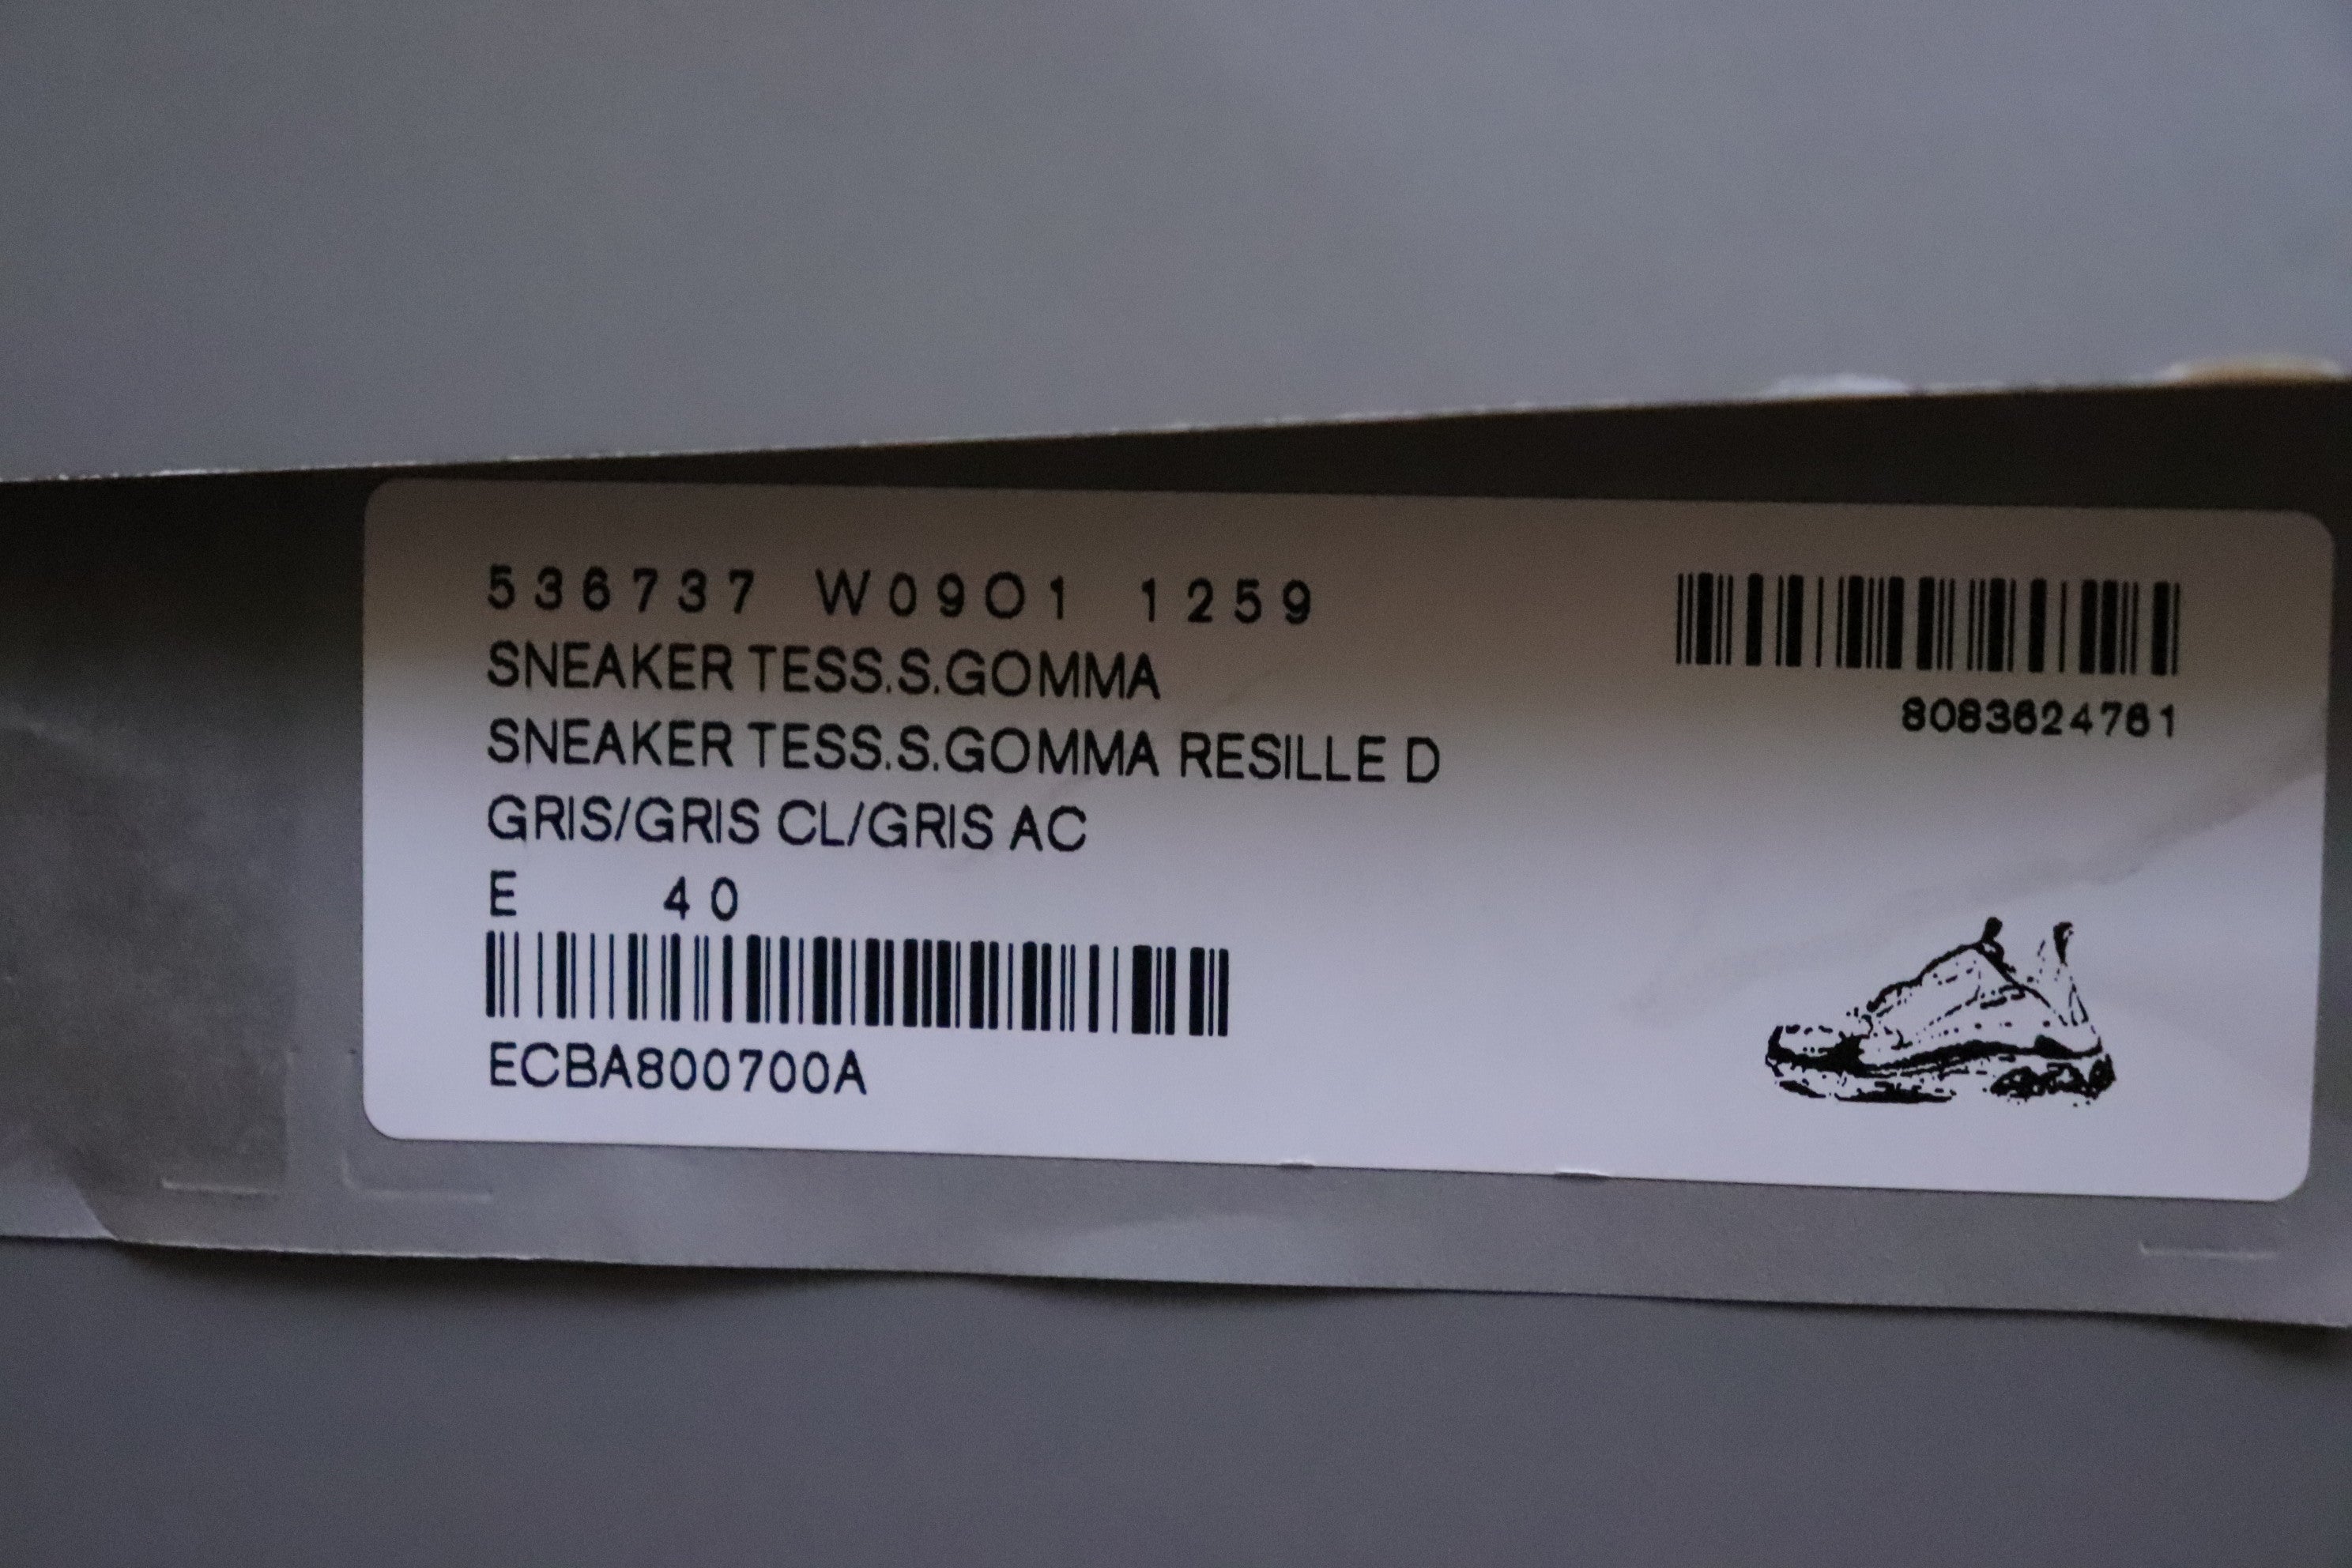 536737 W09O1 1259
SNEAKER TESS.S.GOMMA
SNEAKER TESS.S.GOMMA RESILLE D
GRIS/GRIS CL/GRIS AC
E 40
ECBA800700A
8083624761